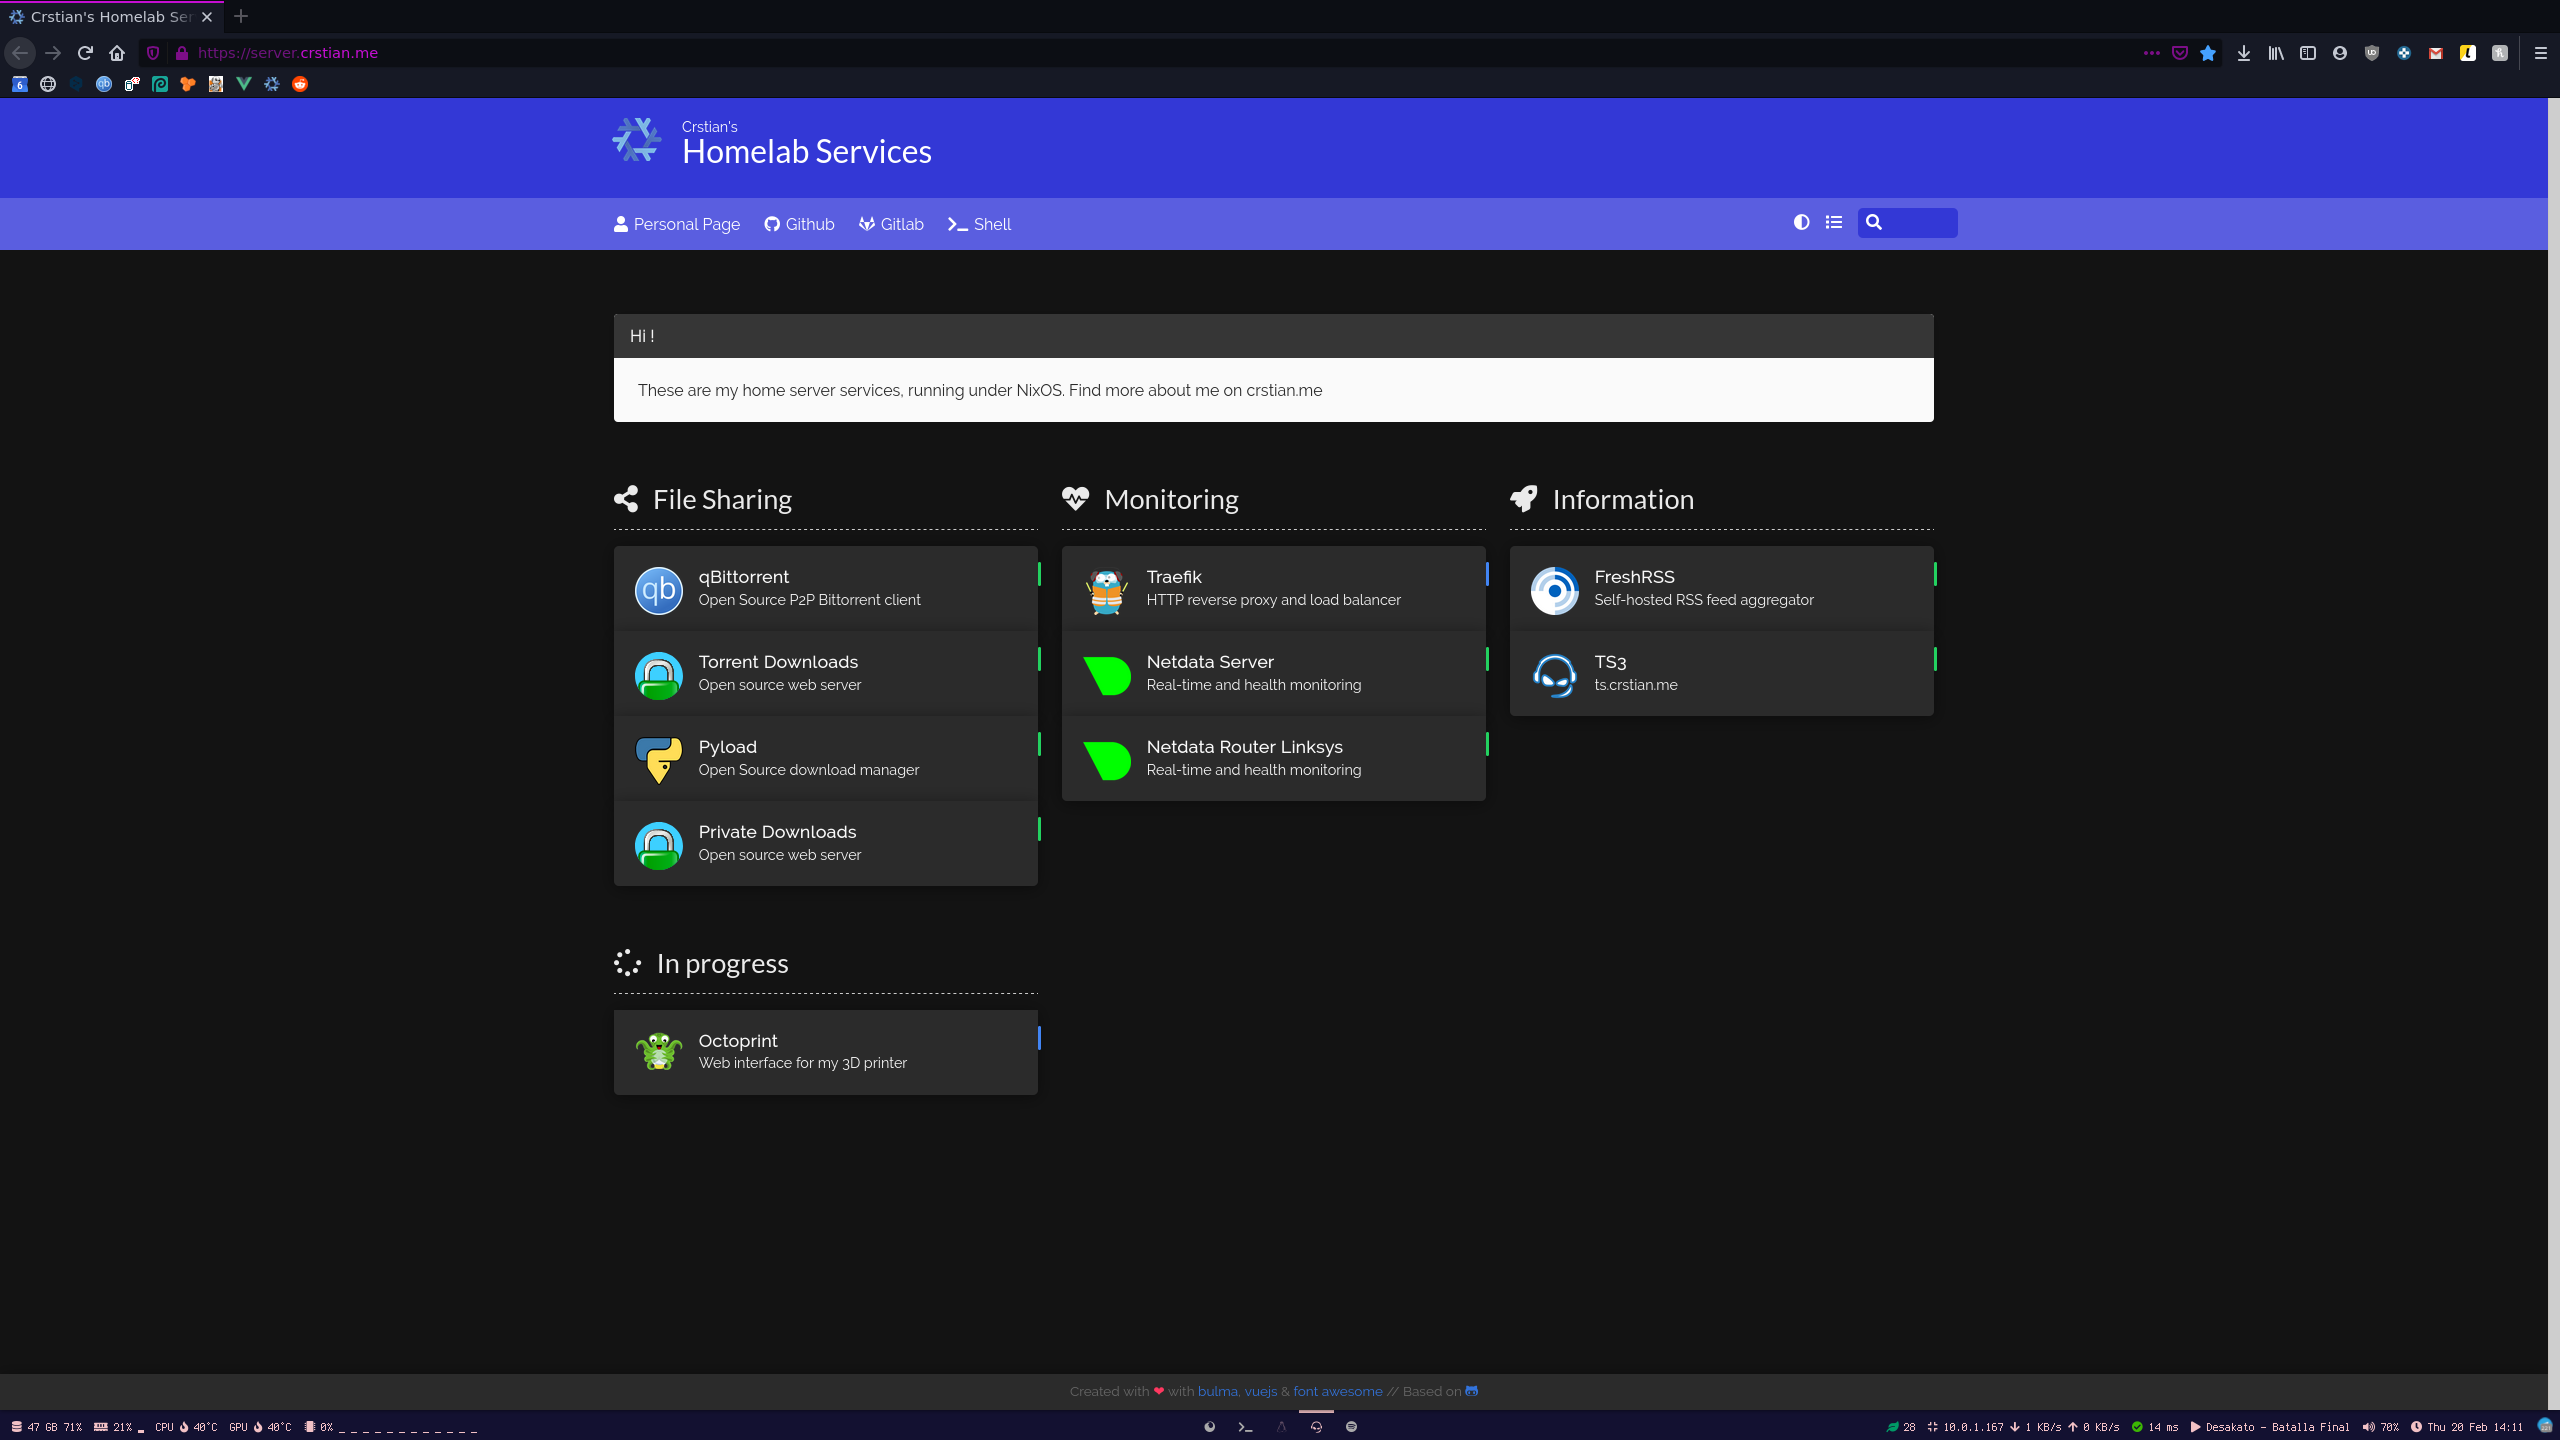 Crstian's Homelab Ser
https://server.crstian.me
Crstian's
Homelab Services
Personal Page Github Gitlab Shell
Hi !
These are my home server services, running under NixOS. Find more about me on crstian.me
File Sharing
qBittorrent
Open Source P2P Bittorrent client
Torrent Downloads
Open source web server
Pyload
Open Source download manager
Private Downloads
Open source web server
Monitoring
Traefik
HTTP reverse proxy and load balancer
Netdata Server
Real-time and health monitoring
Netdata Router Linksys
Real-time and health monitoring
Information
FreshRSS
Self-hosted RSS feed aggregator
TS3
ts.crstian.me
In progress
Octoprint
Web interface for my 3D printer
Created with ❤ with bulma, vuejs & font awesome // Based on
47 GB 71% 21% CPU 40°C GPU 40°C 0% 28 10.0.1.167 1 KB/s 0 KB/s 14 ms Desakato - Batalla Final 70% Thu 20 Feb 14:11